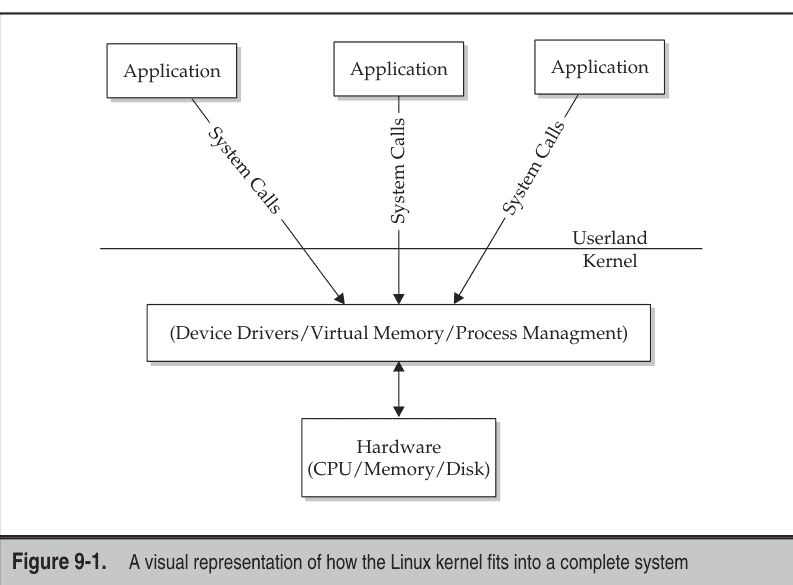 Application
Application
Application
System Calls
System Calls
System Calls
Userland
Kernel
(Device Drivers/Virtual Memory/Process Managment)
Hardware
(CPU/Memory/Disk)
Figure 9-1. A visual representation of how the Linux kernel fits into a complete system